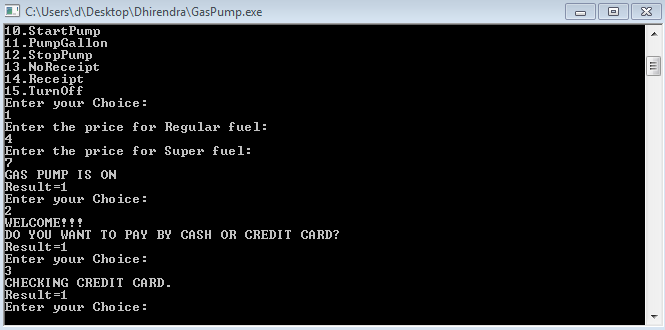 C:\Users\d\Desktop\Dhirendra\GasPump.exe
10.StartPump
11.PumpGallon
12.StopPump
13.NoReceipt
14.Receipt
15.TurnOff
Enter your Choice:
1
Enter the price for Regular fuel:
4
Enter the price for Super fuel:
7
GAS PUMP IS ON
Result=1
Enter your Choice:
2
WELCOME!!!
DO YOU WANT TO PAY BY CASH OR CREDIT CARD?
Result=1
Enter your Choice:
3
CHECKING CREDIT CARD.
Result=1
Enter your Choice: